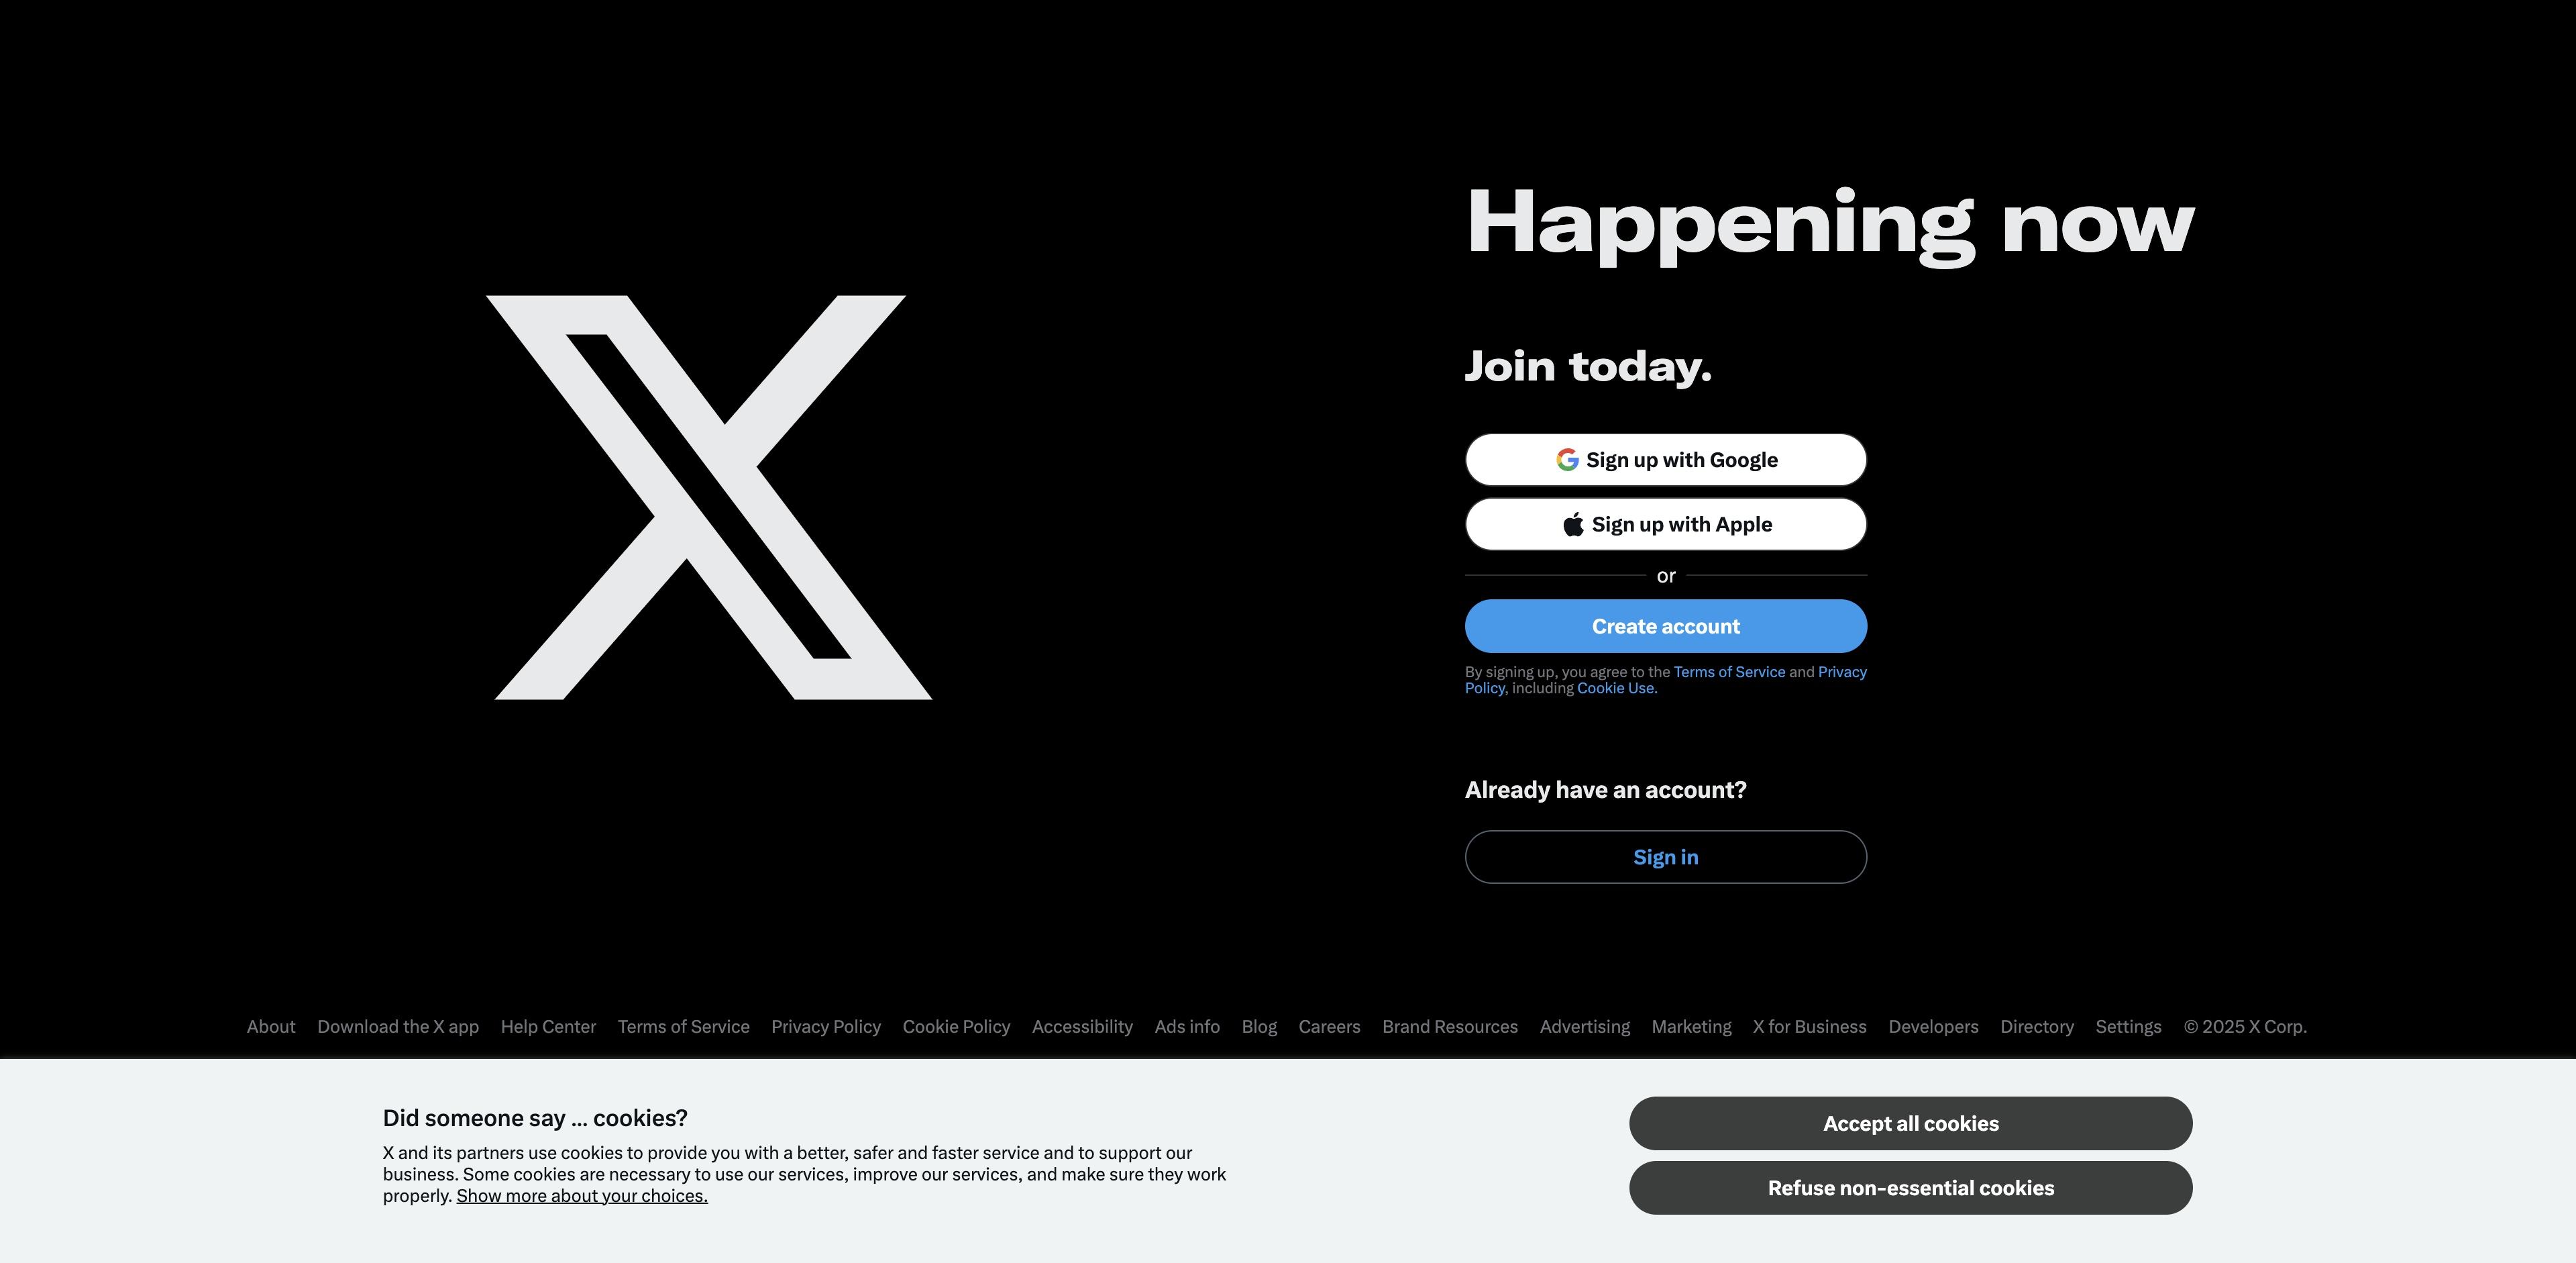 Happening now
Join today.
Sign up with Google
Sign up with Apple
or
Create account
By signing up, you agree to the Terms of Service and Privacy
Policy, including Cookie Use.
Already have an account?
Sign in
About Download the X app Help Center Terms of Service Privacy Policy Cookie Policy Accessibility Ads info Blog Careers Brand Resources Advertising Marketing X for Business Developers Directory Settings © 2025 X Corp.
Did someone say … cookies?
X and its partners use cookies to provide you with a better, safer and faster service and to support our
business. Some cookies are necessary to use our services, improve our services, and make sure they work
properly. Show more about your choices.
Accept all cookies
Refuse non-essential cookies